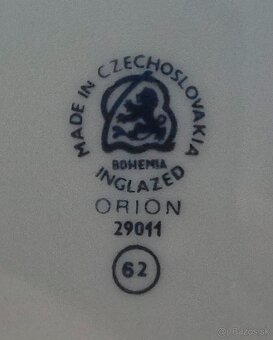 MADE IN CZECHOSLOVAKIA
BOHEMIA
INGLAZED
ORION
29011
62
© bazos.sk